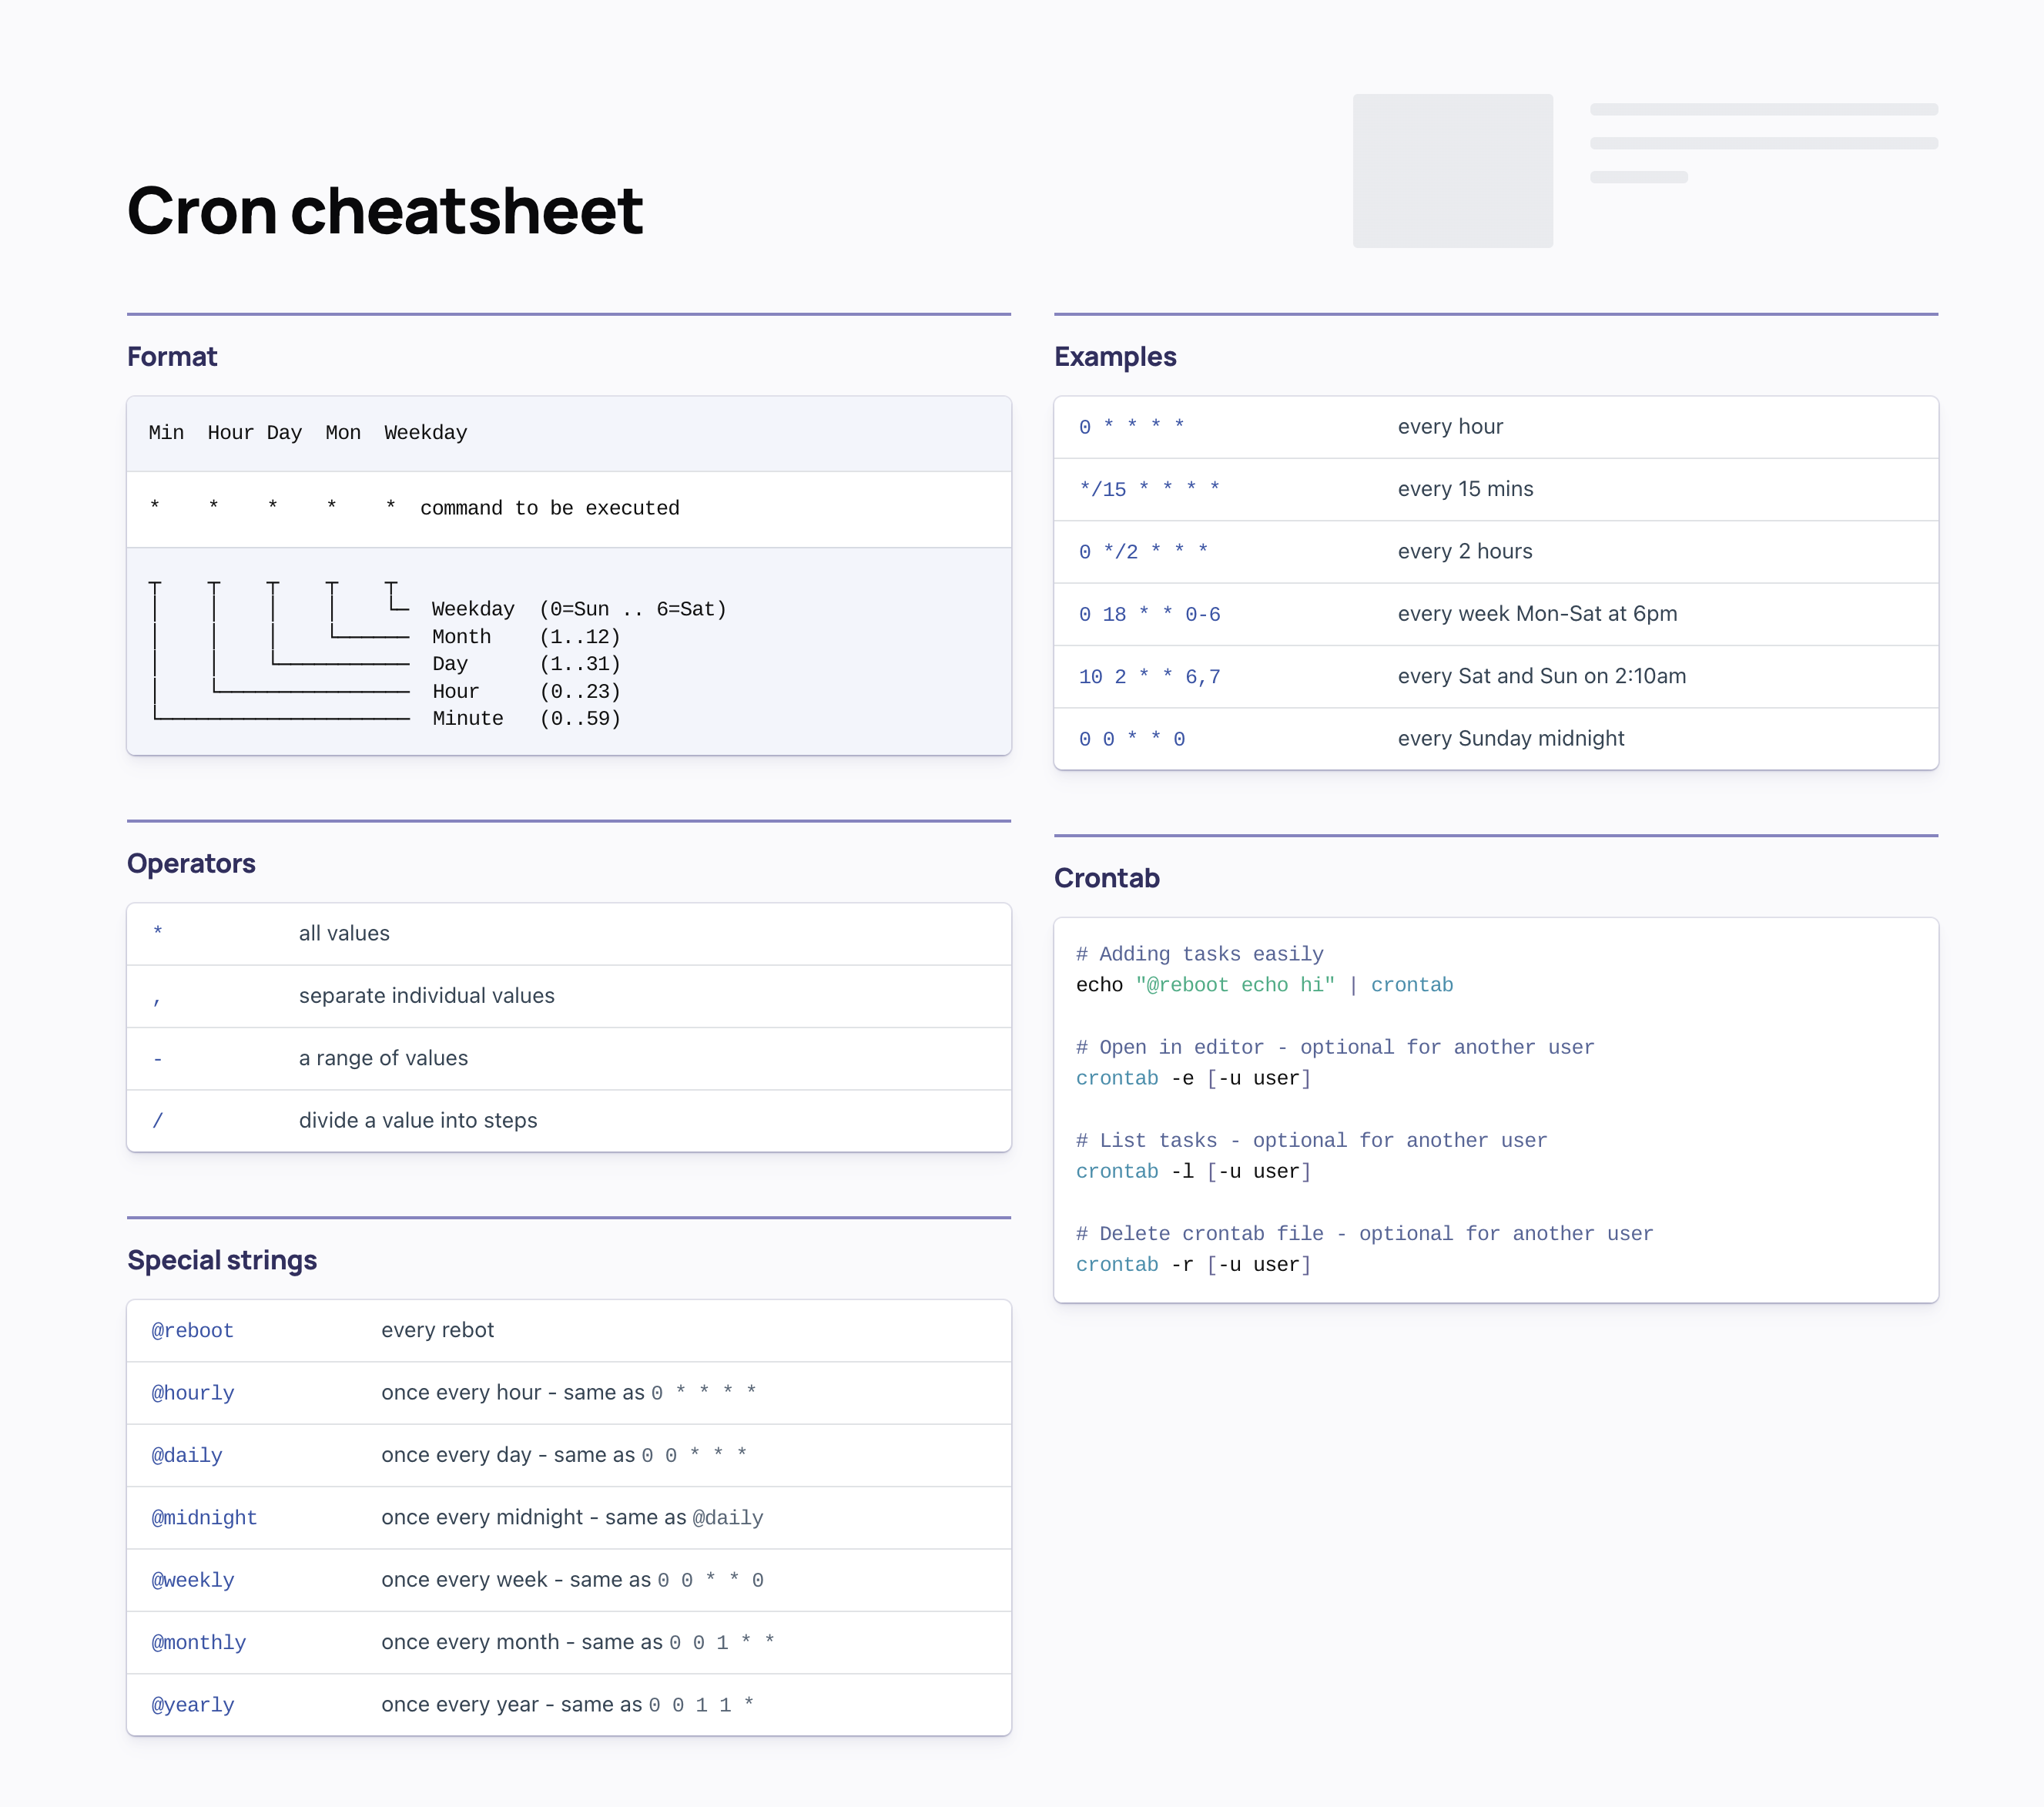 Cron cheatsheet
Format
Min  Hour Day  Mon  Weekday
*    *    *    *    *  command to be executed
┬    ┬    ┬    ┬    ┬
│    │    │    │    └─  Weekday  (0=Sun .. 6=Sat)
│    │    │    └──────  Month    (1..12)
│    │    └───────────  Day      (1..31)
│    └────────────────  Hour     (0..23)
└─────────────────────  Minute   (0..59)
Operators
* all values
, separate individual values
- a range of values
/ divide a value into steps
Special strings
@reboot every rebot
@hourly once every hour - same as 0 * * * *
@daily once every day - same as 0 0 * * *
@midnight once every midnight - same as @daily
@weekly once every week - same as 0 0 * * 0
@monthly once every month - same as 0 0 1 * *
@yearly once every year - same as 0 0 1 1 *
Examples
0 * * * * every hour
*/15 * * * * every 15 mins
0 */2 * * * every 2 hours
0 18 * * 0-6 every week Mon-Sat at 6pm
10 2 * * 6,7 every Sat and Sun on 2:10am
0 0 * * 0 every Sunday midnight
Crontab
# Adding tasks easily
echo "@reboot echo hi" | crontab
# Open in editor - optional for another user
crontab -e [-u user]
# List tasks - optional for another user
crontab -l [-u user]
# Delete crontab file - optional for another user
crontab -r [-u user]